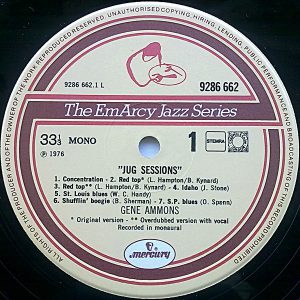 ALL RIGHTS OF THE PRODUCER AND OF THE OWNER OF THE WORK REPRODUCED RESERVED. UNAUTHORISED COPYING, HIRING, LENDING, PUBLIC PERFORMANCE AND BROADCASTING OF THIS RECORD PROHIBITED
9286 662.1 L
9286 662
The EmArcy Jazz Series
33⅓ MONO
℗ 1976
1
STEMRA
"JUG SESSIONS"
1. Concentration - 2. Red top* (L. Hampton/B. Kynard)
3. Red top** (L. Hampton/B. Kynard) - 4. Idaho (J. Stone)
5. St. Louis blues (W. C. Handy)
6. Shufflin' boogie (B. Sherman) - 7. S.P. blues (O. Spenn)
GENE AMMONS
* Original version - ** Overdubbed version with vocal
Recorded in monaural
mercury